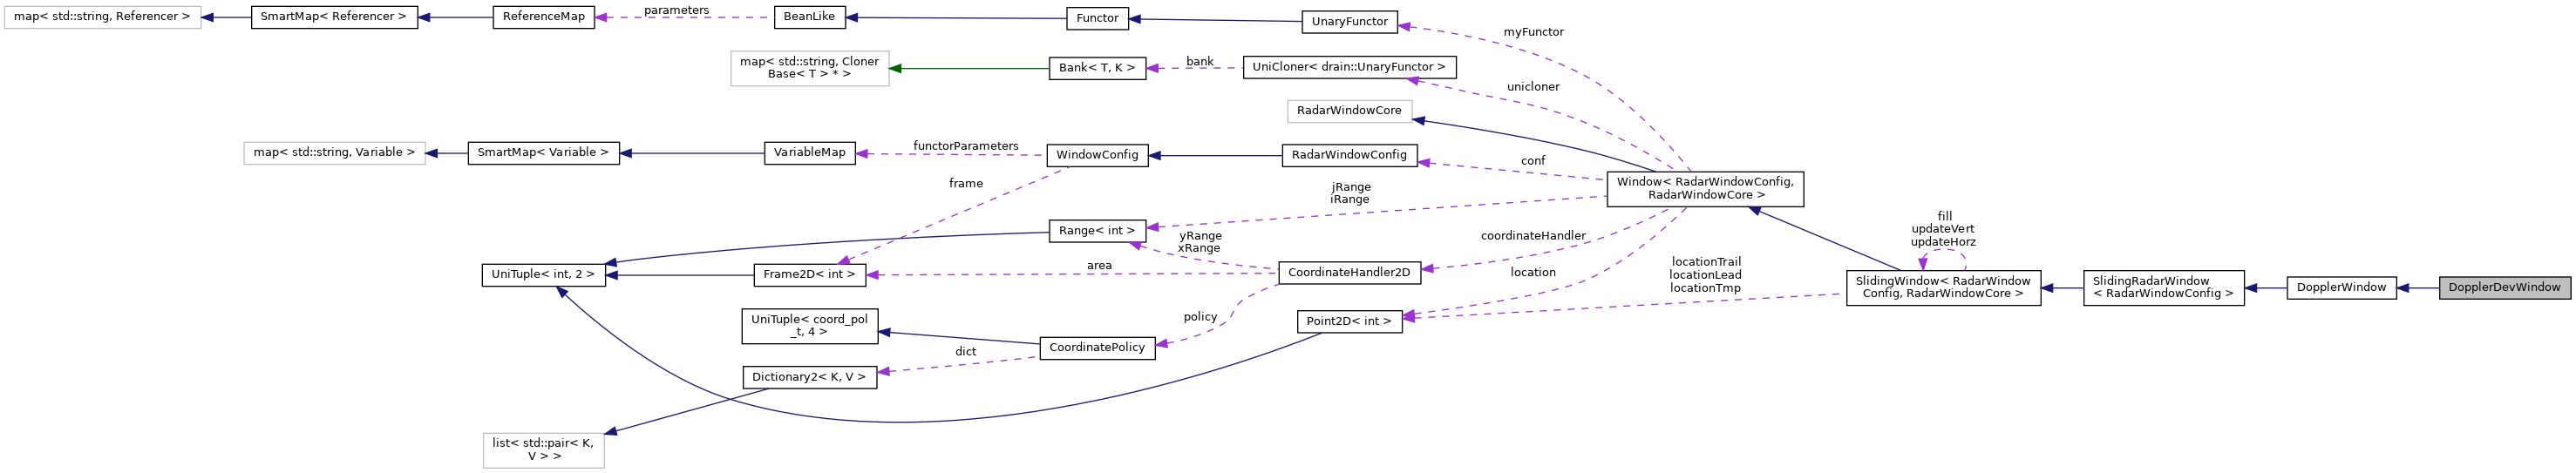 map< std::string, Referencer >
SmartMap< Referencer >
ReferenceMap
parameters
BeanLike
Functor
UnaryFunctor
myFunctor
map< std::string, Cloner
Base< T > * >
Bank< T, K >
bank
UniCloner< drain::UnaryFunctor >
unicloner
RadarWindowCore
map< std::string, Variable >
SmartMap< Variable >
VariableMap
functorParameters
WindowConfig
RadarWindowConfig
conf
frame
Window< RadarWindowConfig,
RadarWindowCore >
jRange
iRange
Range< int >
yRange
xRange
coordinateHandler
fill
updateVert
updateHorz
UniTuple< int, 2 >
Frame2D< int >
area
CoordinateHandler2D
location
locationTrail
locationLead
locationTmp
SlidingWindow< RadarWindow
Config, RadarWindowCore >
SlidingRadarWindow
< RadarWindowConfig >
DopplerWindow
DopplerDevWindow
UniTuple< coord_pol
_t, 4 >
policy
Point2D< int >
CoordinatePolicy
dict
Dictionary2< K, V >
list< std::pair< K,
V > >